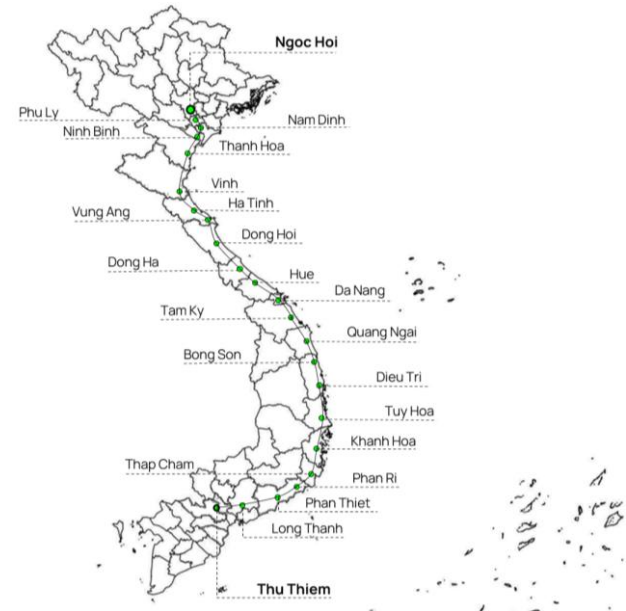 Ngoc Hoi
Phu Ly
Nam Dinh
Ninh Binh
Thanh Hoa
Vinh
Ha Tinh
Vung Ang
Dong Hoi
Dong Ha
Hue
Da Nang
Tam Ky
Quang Ngai
Bong Son
Dieu Tri
Tuy Hoa
Khanh Hoa
Thap Cham
Phan Ri
Phan Thiet
Long Thanh
Thu Thiem